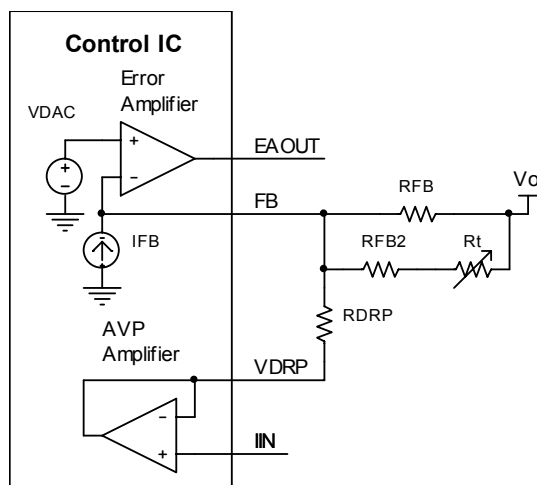 Control IC
Error
Amplifier
VDAC
+
−
+
−
EAOUT
FB
IFB
RFB
Vo
RFB2
Rt
RDRP
AVP
Amplifier
VDRP
−
+
IIN